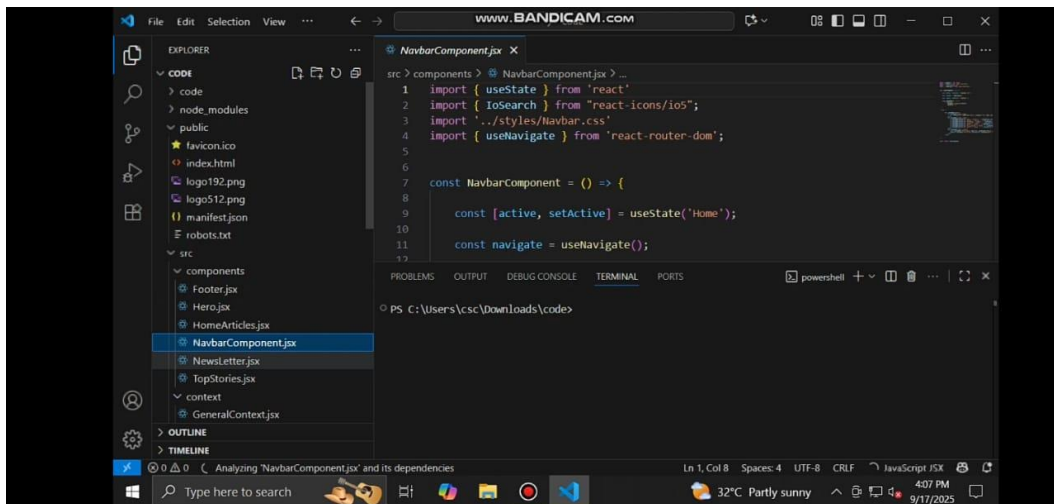 File Edit Selection View ...
www.BANDICAM.com
EXPLORER ...
CODE
code
node_modules
public
favicon.ico
index.html
logo192.png
logo512.png
manifest.json
robots.txt
src
components
Footer.jsx
Hero.jsx
HomeArticles.jsx
NavbarComponent.jsx
NewsLetter.jsx
TopStories.jsx
context
GeneralContext.jsx
OUTLINE
TIMELINE
NavbarComponent.jsx
src > components > NavbarComponent.jsx > ...
1 import { useState } from 'react'
2 import { IoSearch } from "react-icons/io5";
3 import '../styles/Navbar.css'
4 import { useNavigate } from 'react-router-dom';
5
6
7 const NavbarComponent = () => {
8
9 const [active, setActive] = useState('Home');
10
11 const navigate = useNavigate();
12
PROBLEMS OUTPUT DEBUG CONSOLE TERMINAL PORTS powershell
PS C:\Users\csc\Downloads\code>
0 0 Analyzing 'NavbarComponent.jsx' and its dependencies Ln 1, Col 8 Spaces: 4 UTF-8 CRLF JavaScript JSX
Type here to search 32°C Partly sunny 4:07 PM
9/17/2025